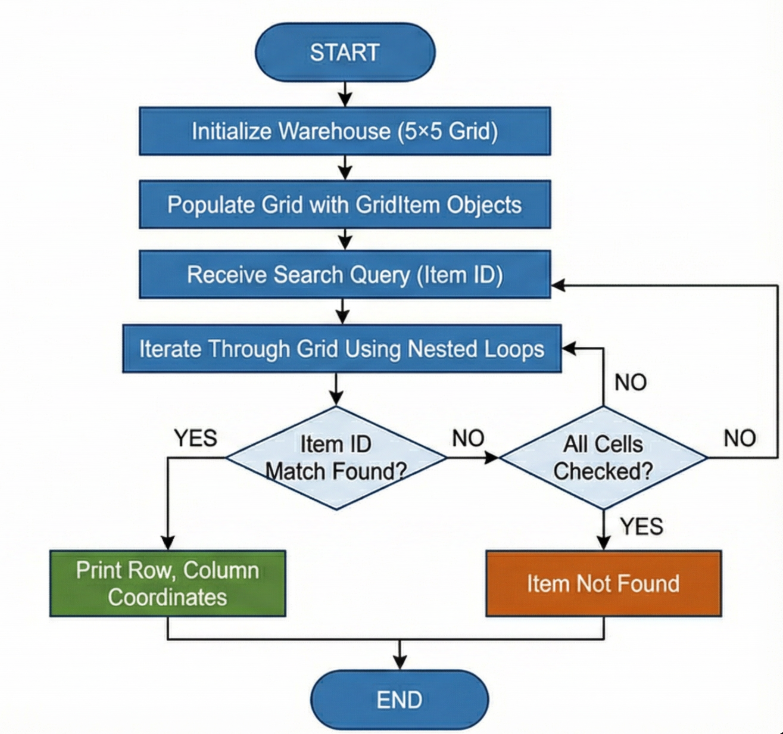 START
Initialize Warehouse (5×5 Grid)
Populate Grid with GridItem Objects
Receive Search Query (Item ID)
Iterate Through Grid Using Nested Loops
NO
YES
Item ID
Match Found?
NO
All Cells
Checked?
NO
YES
Print Row, Column
Coordinates
Item Not Found
END